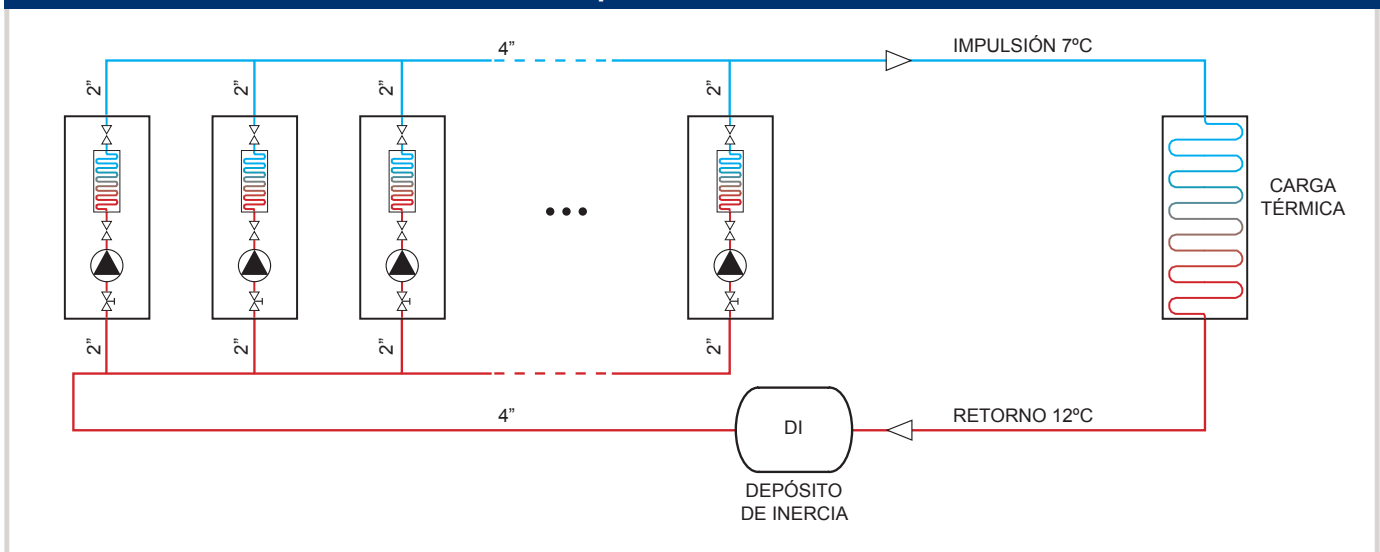 4”
IMPULSIÓN 7ºC
2”
2”
2”
2”
CARGA
TÉRMICA
2”
2”
2”
2”
4”
DI
RETORNO 12ºC
DEPÓSITO
DE INERCIA